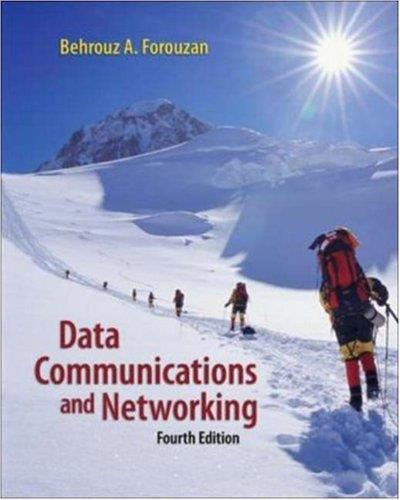 Behrouz A. Forouzan
Data
Communications
and Networking
Fourth Edition